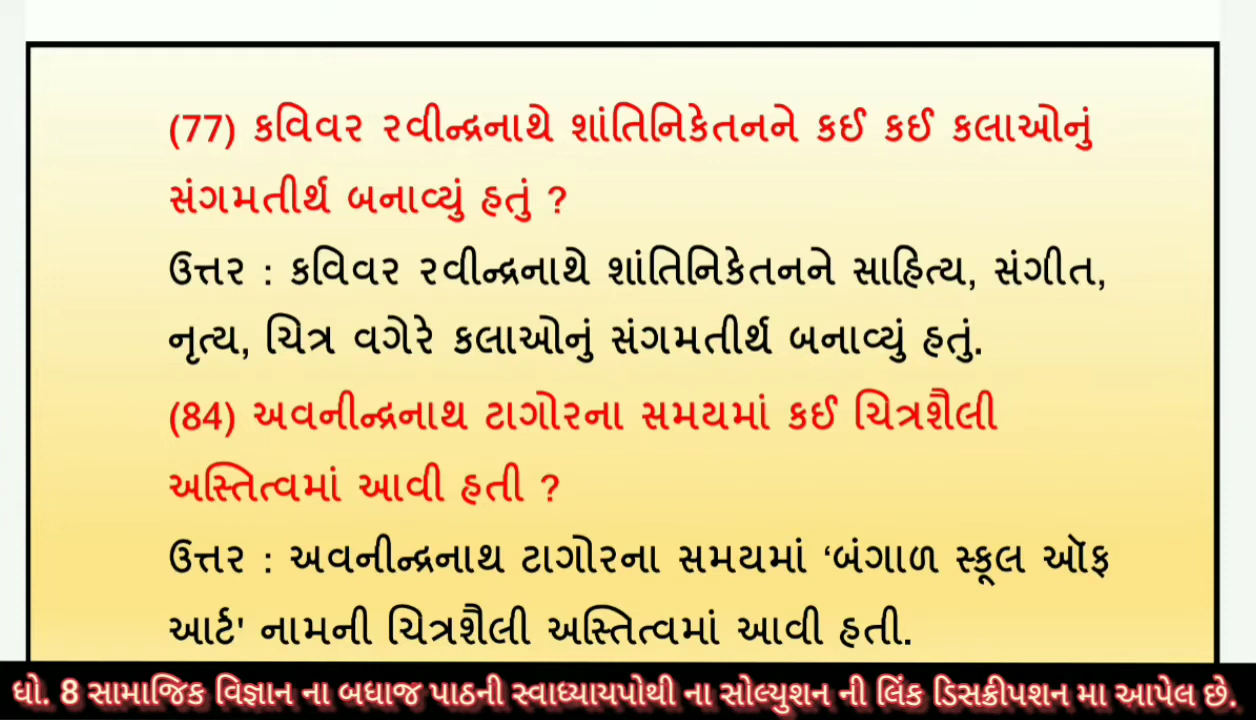 (77) કવિવર રવીન્દ્રનાથે શાંતિનિકેતનને કઈ કઈ કલાઓનું
સંગમતીર્થ બનાવ્યું હતું ?
ઉત્તર : કવિવર રવીન્દ્રનાથે શાંતિનિકેતનને સાહિત્ય, સંગીત,
નૃત્ય, ચિત્ર વગેરે કલાઓનું સંગમતીર્થ બનાવ્યું હતું.
(84) અવનીન્દ્રનાથ ટાગોરના સમયમાં કઈ ચિત્રશૈલી
અસ્તિત્વમાં આવી હતી ?
ઉત્તર : અવનીન્દ્રનાથ ટાગોરના સમયમાં ‘બંગાળ સ્કૂલ ઑફ
આર્ટ' નામની ચિત્રશૈલી અસ્તિત્વમાં આવી હતી.
ધો. 8 સામાજિક વિજ્ઞાન ના બધાજ પાઠની સ્વાધ્યાયપોથી ના સોલ્યુશન ની લિંક ડિસક્રીપશન મા આપેલ છે.